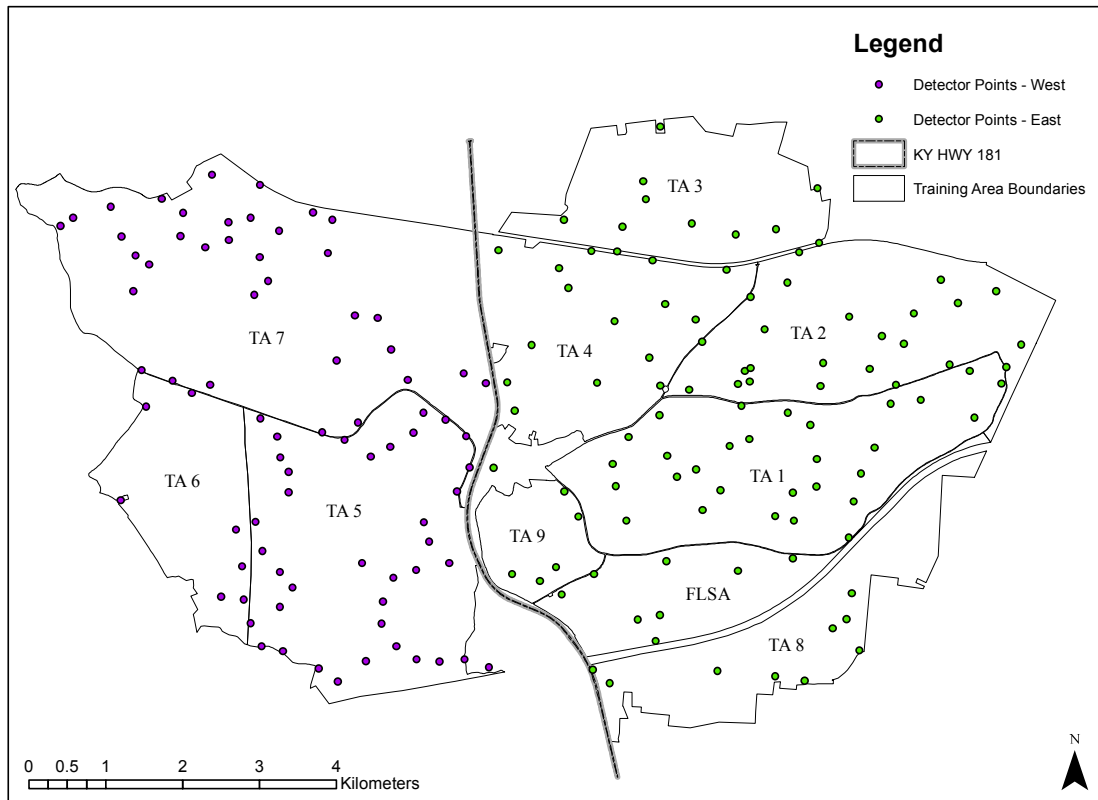 Legend
Detector Points - West
Detector Points - East
KY HWY 181
Training Area Boundaries
TA 3
TA 2
TA 7
TA 4
TA 1
TA 6
TA 5
TA 9
FLSA
TA 8
N
0 0.5 1 2 3 4
Kilometers